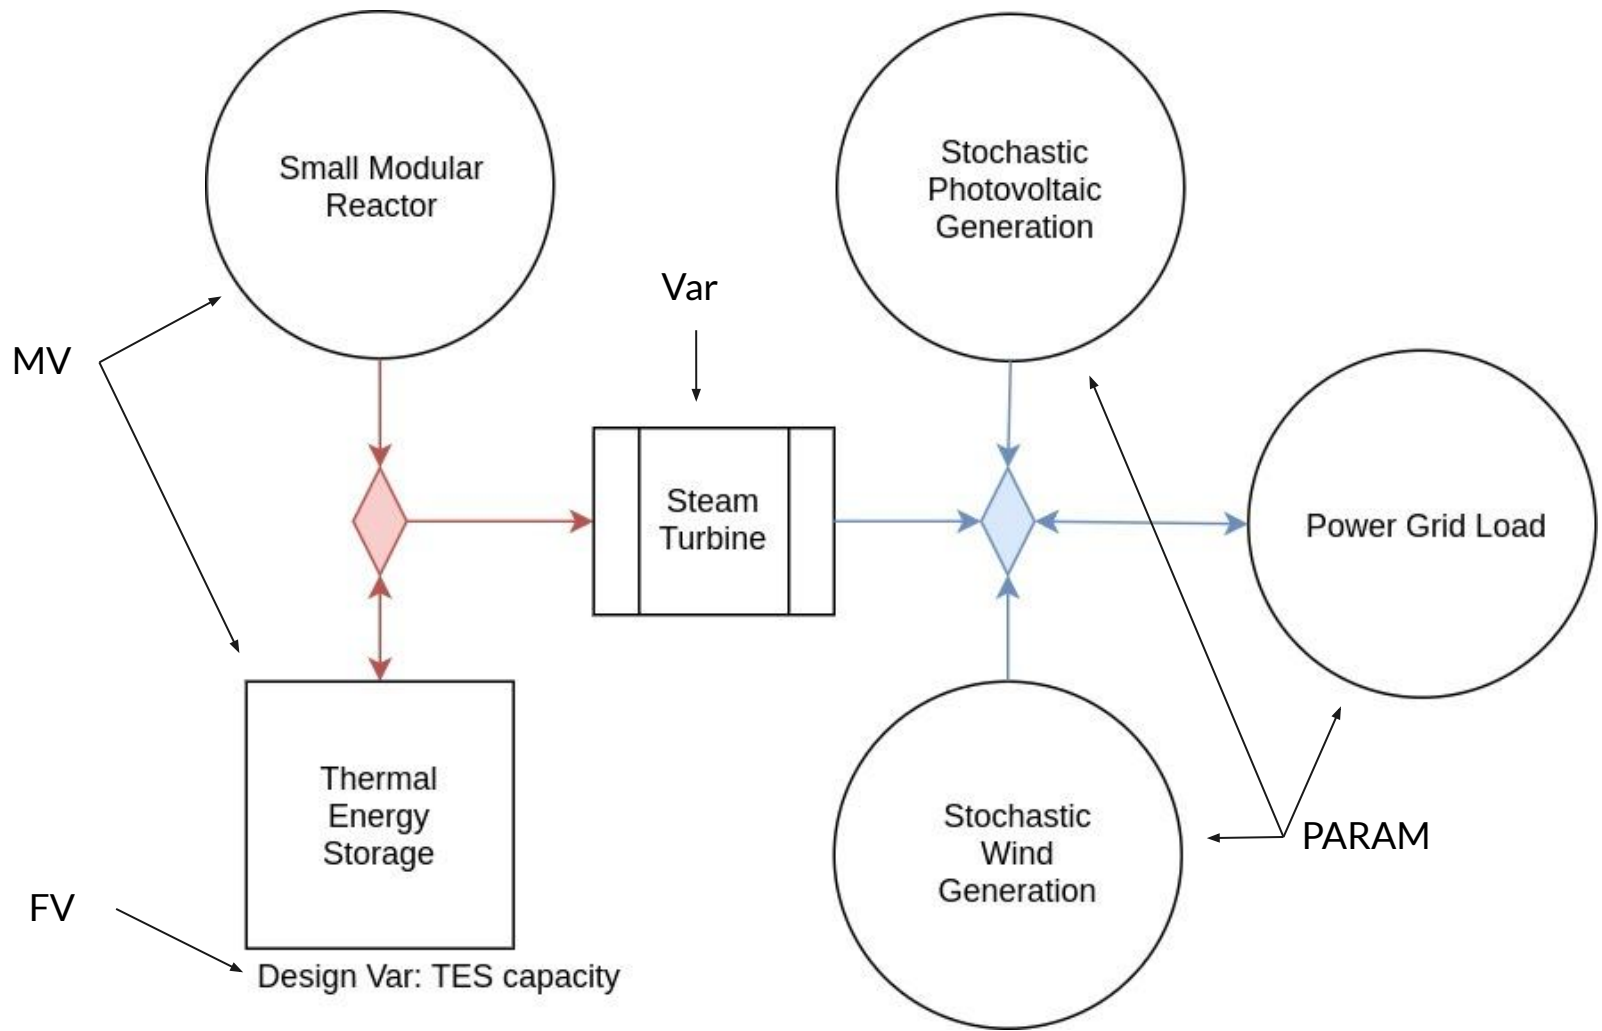 Small Modular
Reactor
Stochastic
Photovoltaic
Generation
Var
MV
Steam
Turbine
Power Grid Load
Thermal
Energy
Storage
Stochastic
Wind
Generation
PARAM
FV
Design Var: TES capacity